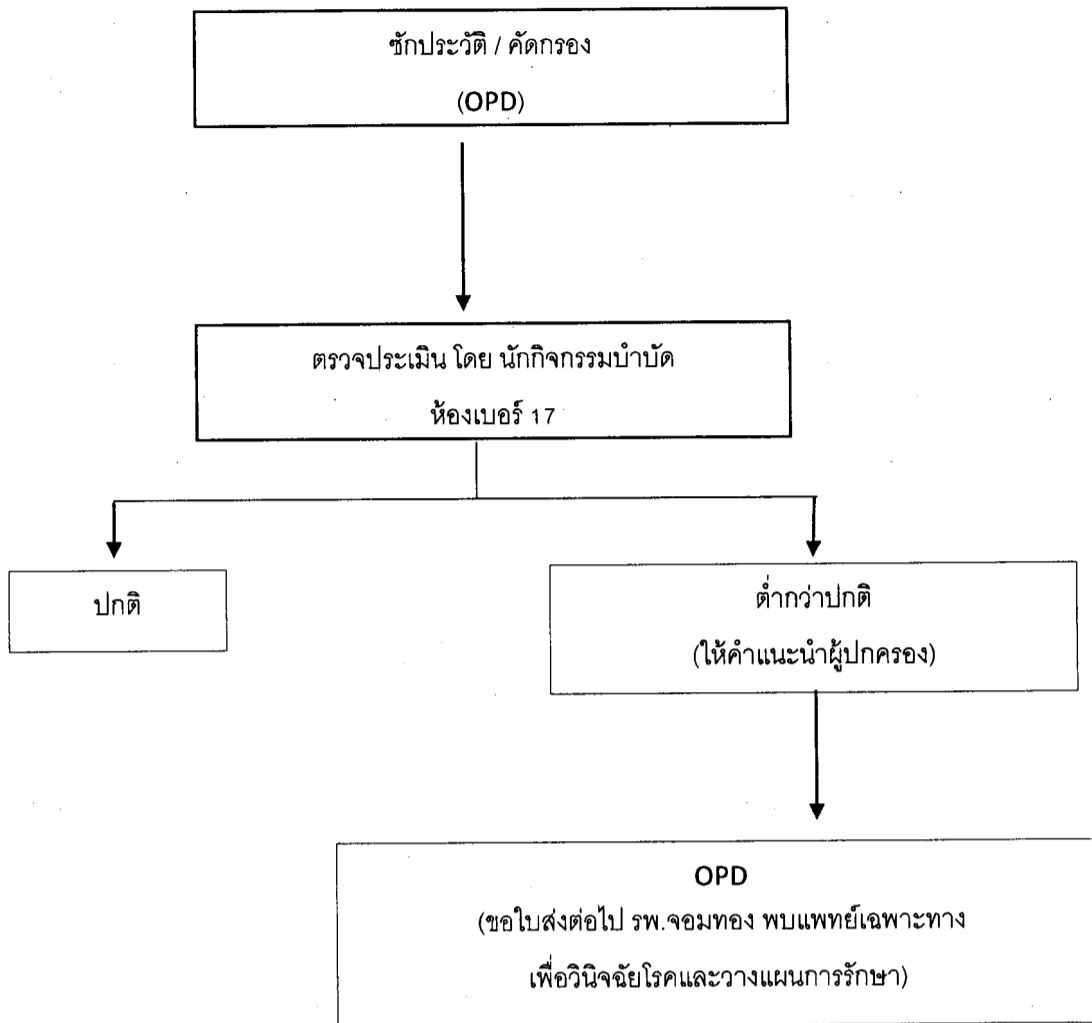 ซักประวัติ / คัดกรอง
(OPD)
ตรวจประเมิน โดย นักกิจกรรมบำบัด
ห้องเบอร์ 17
ปกติ
ต่ำกว่าปกติ
(ให้คำแนะนำผู้ปกครอง)
OPD
(ขอใบส่งต่อไป รพ.จอมทอง พบแพทย์เฉพาะทาง
เพื่อวินิจฉัยโรคและวางแผนการรักษา)